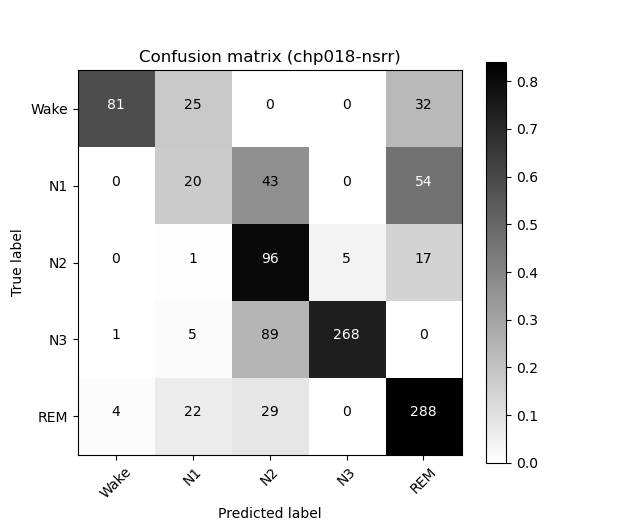 Confusion matrix (chp018-nsrr)
Wake 81 25 0 0 32
N1 0 20 43 0 54
N2 0 1 96 5 17
N3 1 5 89 268 0
REM 4 22 29 0 288
Wake N1 N2 N3 REM
Predicted label
True label
0.8
0.7
0.6
0.5
0.4
0.3
0.2
0.1
0.0